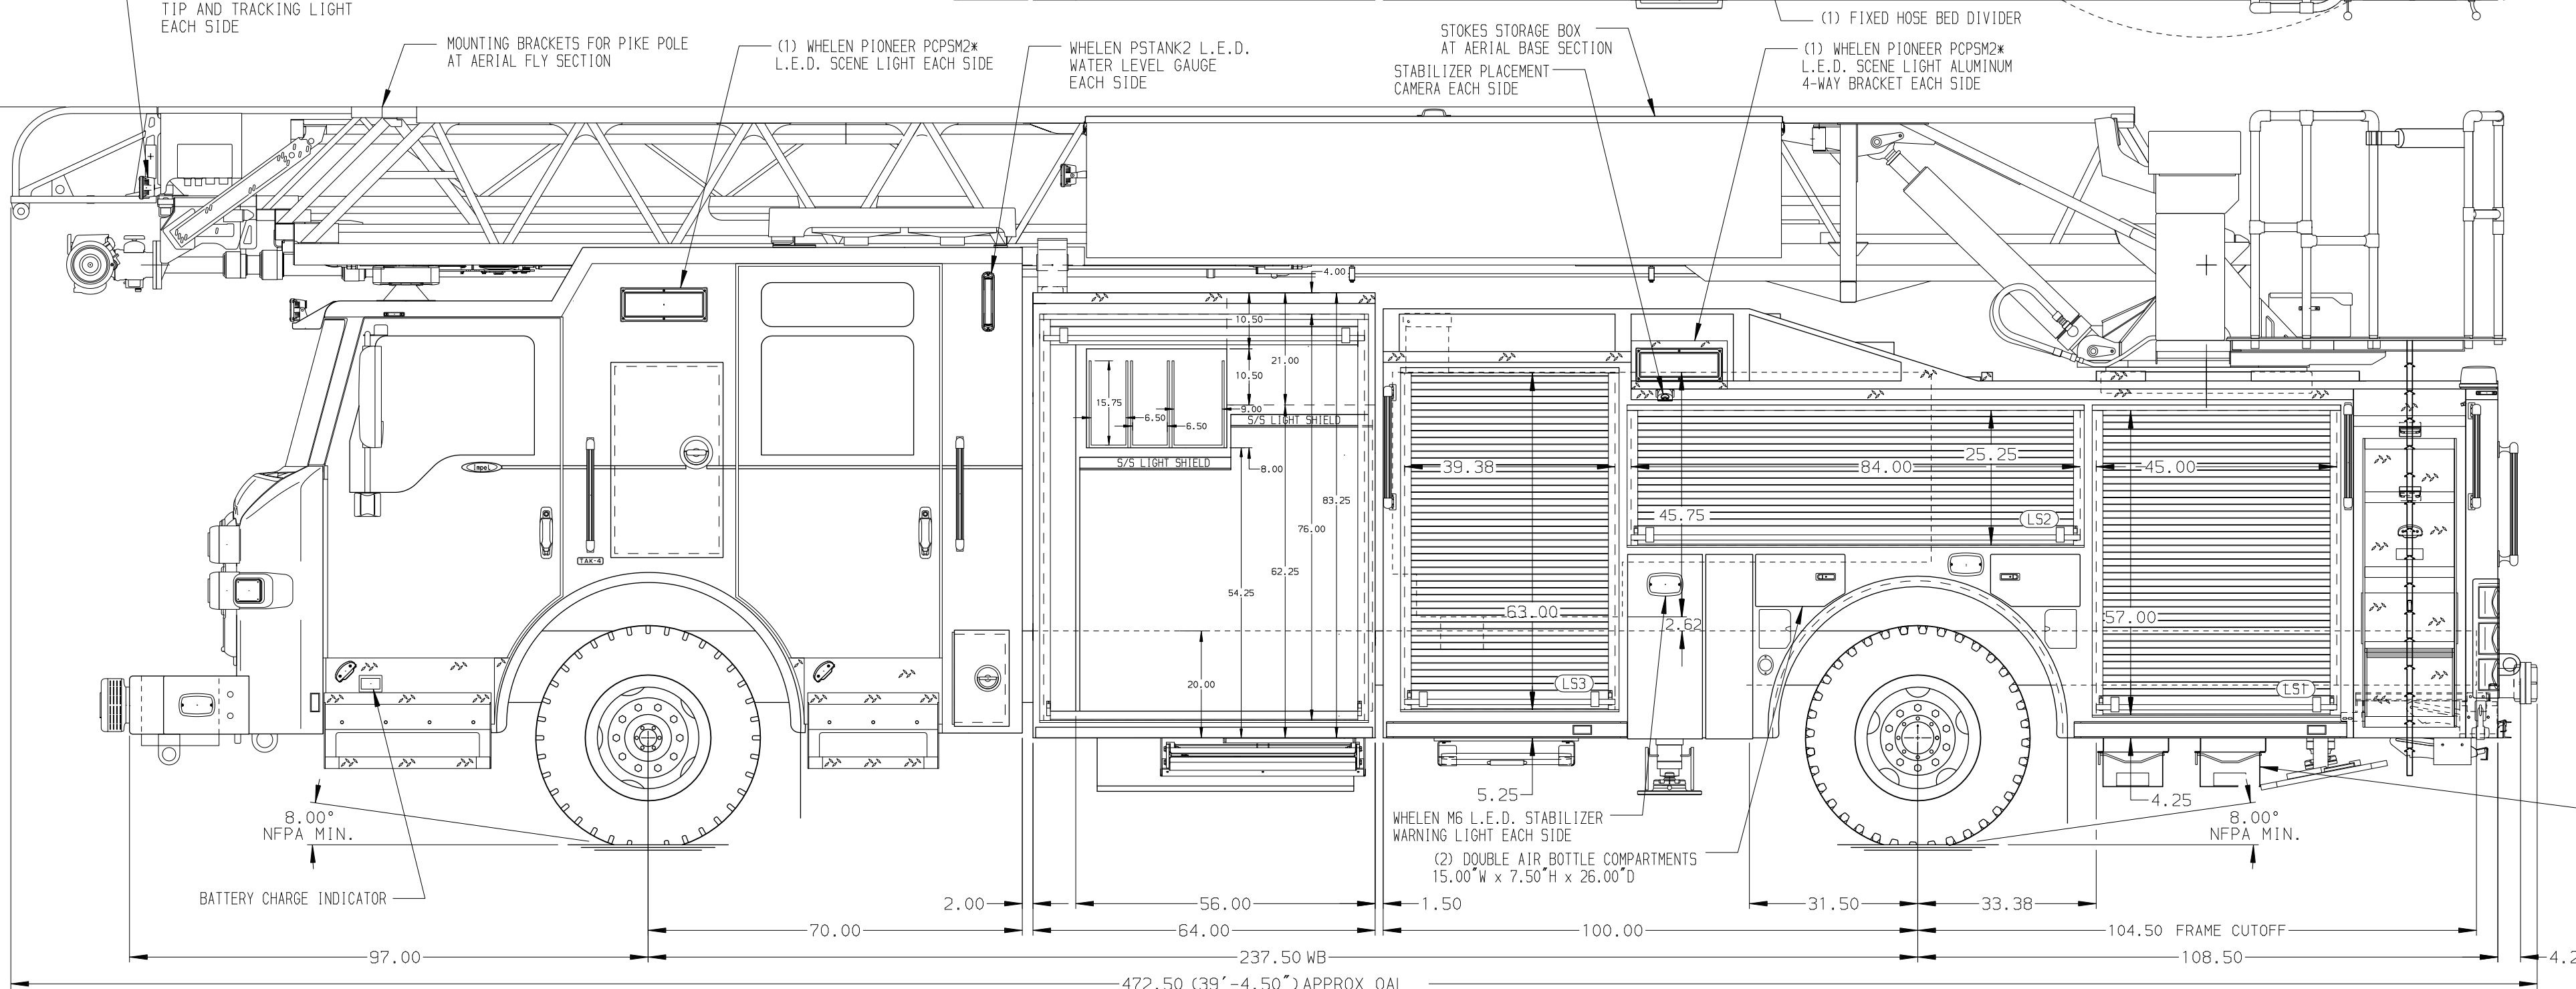 TIP AND TRACKING LIGHT
EACH SIDE
MOUNTING BRACKETS FOR PIKE POLE
AT AERIAL FLY SECTION
(1) WHELEN PIONEER PCPSM2*
L.E.D. SCENE LIGHT EACH SIDE
WHELEN PSTANK2 L.E.D.
WATER LEVEL GAUGE
EACH SIDE
STOKES STORAGE BOX
AT AERIAL BASE SECTION
STABILIZER PLACEMENT
CAMERA EACH SIDE
(1) FIXED HOSE BED DIVIDER
(1) WHELEN PIONEER PCPSM2*
L.E.D. SCENE LIGHT ALUMINUM
4-WAY BRACKET EACH SIDE
4.00
10.50
21.00
10.50
15.75
6.50
6.50
9.00
S/S LIGHT SHIELD
S/S LIGHT SHIELD
8.00
83.25
76.00
62.25
54.25
20.00
Impel
TAK-4
39.38
63.00
LS3
84.00
25.25
45.75
LS2
2.62
45.00
57.00
LS1
5.25
4.25
8.00°
NFPA MIN.
8.00°
NFPA MIN.
WHELEN M6 L.E.D. STABILIZER
WARNING LIGHT EACH SIDE
(2) DOUBLE AIR BOTTLE COMPARTMENTS
15.00"W x 7.50"H x 26.00"D
BATTERY CHARGE INDICATOR
2.00
56.00
1.50
31.50
33.38
70.00
64.00
100.00
104.50 FRAME CUTOFF
97.00
237.50 WB
108.50
472.50 (39'-4.50") APPROX OAL